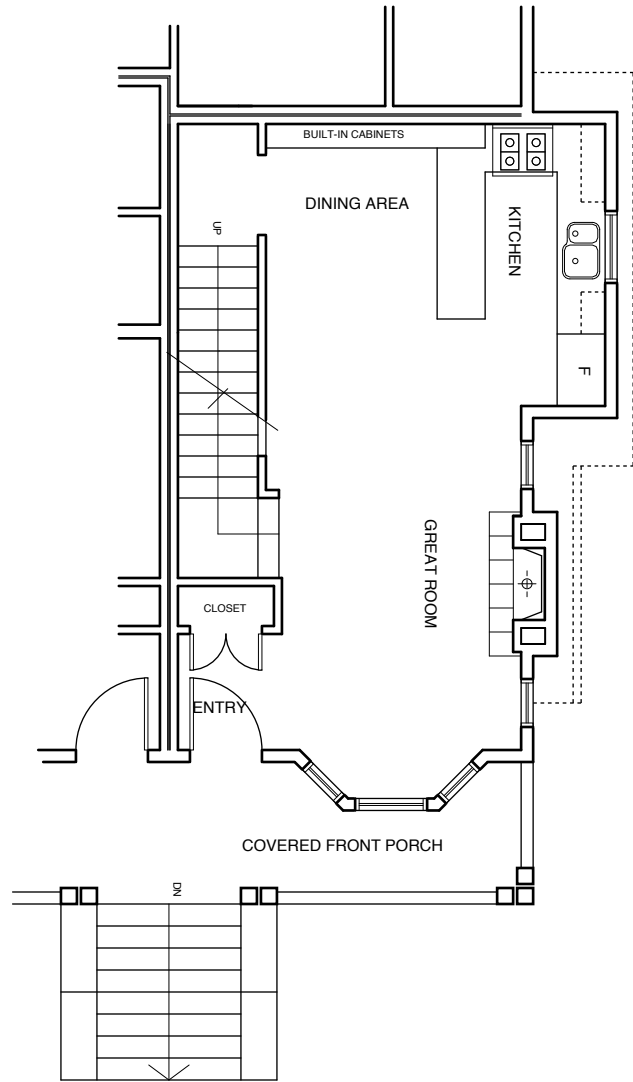 BUILT-IN CABINETS
DINING AREA
KITCHEN
UP
F
GREAT ROOM
CLOSET
ENTRY
COVERED FRONT PORCH
DN